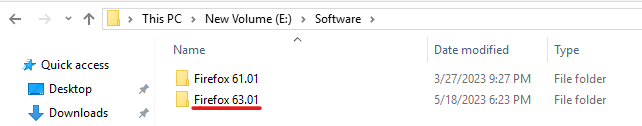 This PC > New Volume (E:) > Software >
Name Date modified Type
Quick access
Desktop
Downloads
Firefox 61.01 3/27/2023 9:27 PM File folder
Firefox 63.01 5/18/2023 6:23 PM File folder